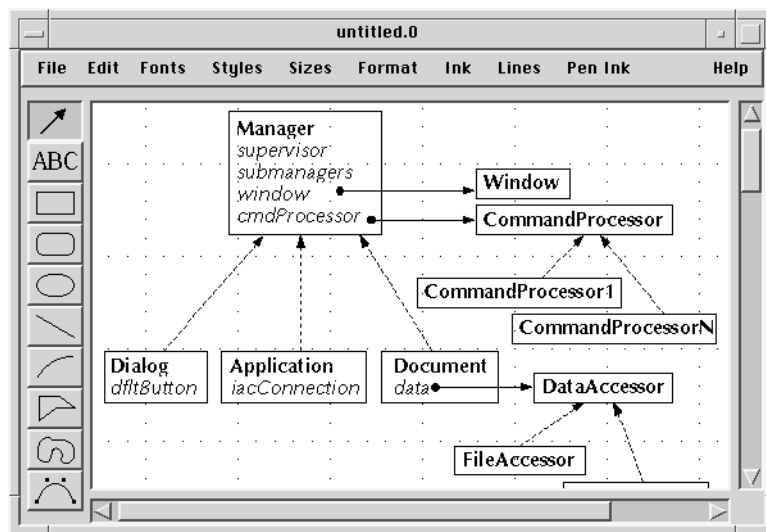 untitled.0
File Edit Fonts Styles Sizes Format Ink Lines Pen Ink Help
ABC
Manager
supervisor
submanagers
window
cmdProcessor
Window
CommandProcessor
CommandProcessor1
CommandProcessorN
Dialog
dfltButton
Application
iacConnection
Document
data
DataAccessor
FileAccessor